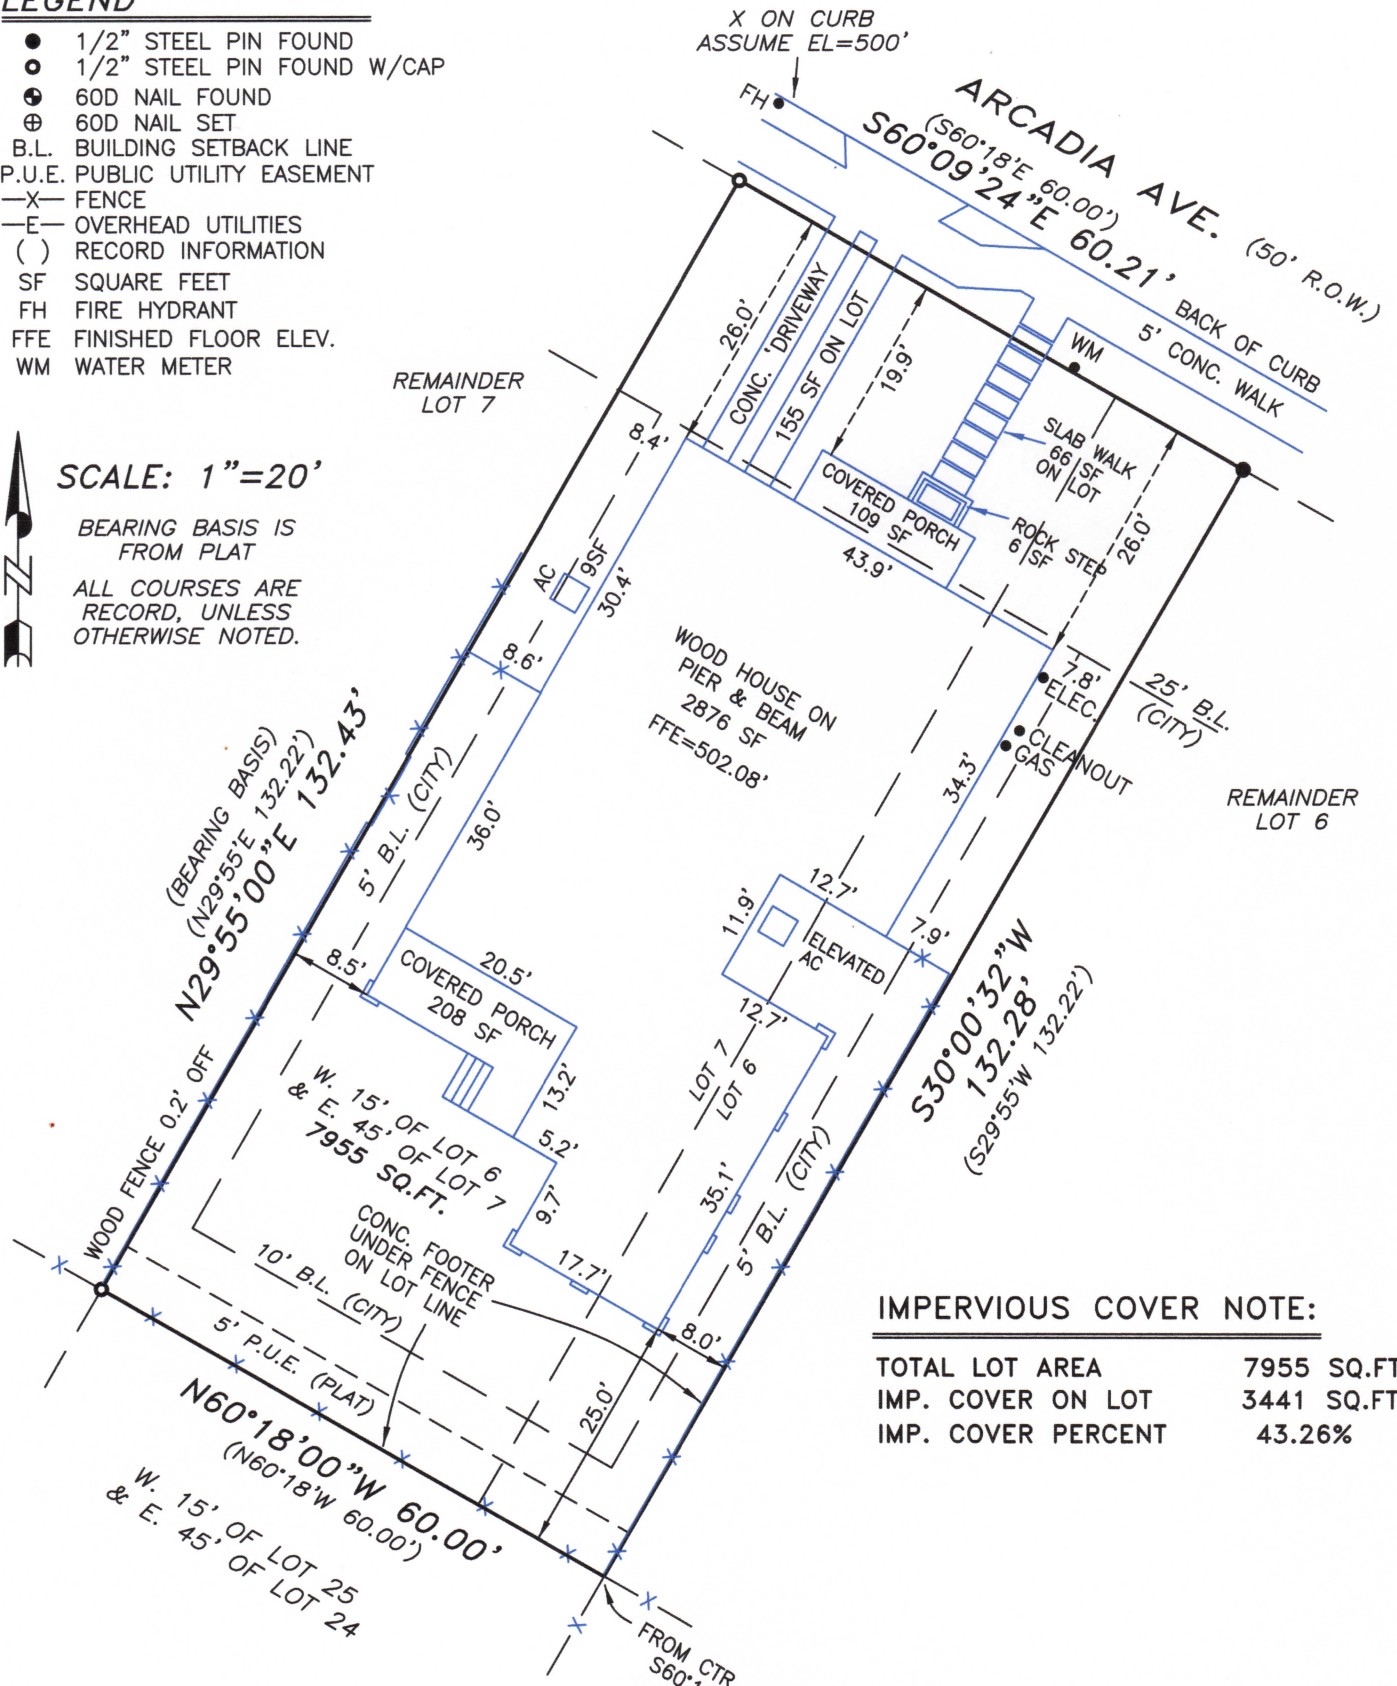 LEGEND
1/2" STEEL PIN FOUND
1/2" STEEL PIN FOUND W/CAP
60D NAIL FOUND
60D NAIL SET
B.L. BUILDING SETBACK LINE
P.U.E. PUBLIC UTILITY EASEMENT
—X— FENCE
—E— OVERHEAD UTILITIES
( ) RECORD INFORMATION
SF SQUARE FEET
FH FIRE HYDRANT
FFE FINISHED FLOOR ELEV.
WM WATER METER
X ON CURB
ASSUME EL=500'
FH
ARCADIA AVE. (50' R.O.W.)
(S60°18'E 60.00')
S60°09'24"E 60.21'
BACK OF CURB
5' CONC. WALK
WM
REMAINDER
LOT 7
26.0'
CONC. DRIVEWAY
155 SF ON LOT
19.9'
SLAB WALK
66 SF
ON LOT
ROCK STEP
6 SF
26.0'
8.4'
COVERED PORCH
109 SF
43.9'
N
SCALE: 1"=20'
BEARING BASIS IS
FROM PLAT
ALL COURSES ARE
RECORD, UNLESS
OTHERWISE NOTED.
AC
9SF
30.4'
8.6'
WOOD HOUSE ON
PIER & BEAM
2876 SF
FFE=502.08'
7.8'
ELEC.
CLEANOUT
GAS
25' B.L.
(CITY)
34.3'
REMAINDER
LOT 6
(BEARING BASIS)
(N29°55'E 132.22')
N29°55'00"E 132.43'
5' B.L. (CITY)
36.0'
12.7'
11.9'
ELEVATED
AC
7.9'
12.7'
8.5'
20.5'
COVERED PORCH
208 SF
13.2'
S30°00'32"W
132.28'
(S29°55'W 132.22')
LOT 7
LOT 6
W. 15' OF LOT 6
& E. 45' OF LOT 7
7955 SQ.FT.
5.2'
9.7'
35.1'
5' B.L. (CITY)
WOOD FENCE 0.2' OFF
CONC. FOOTER
UNDER FENCE
ON LOT LINE
17.7'
10' B.L. (CITY)
5' P.U.E. (PLAT)
8.0'
25.0'
N60°18'00"W 60.00'
(N60°18'W 60.00')
W. 15' OF LOT 25
& E. 45' OF LOT 24
FROM CTR
IMPERVIOUS COVER NOTE:
TOTAL LOT AREA 7955 SQ.FT
IMP. COVER ON LOT 3441 SQ.FT
IMP. COVER PERCENT 43.26%